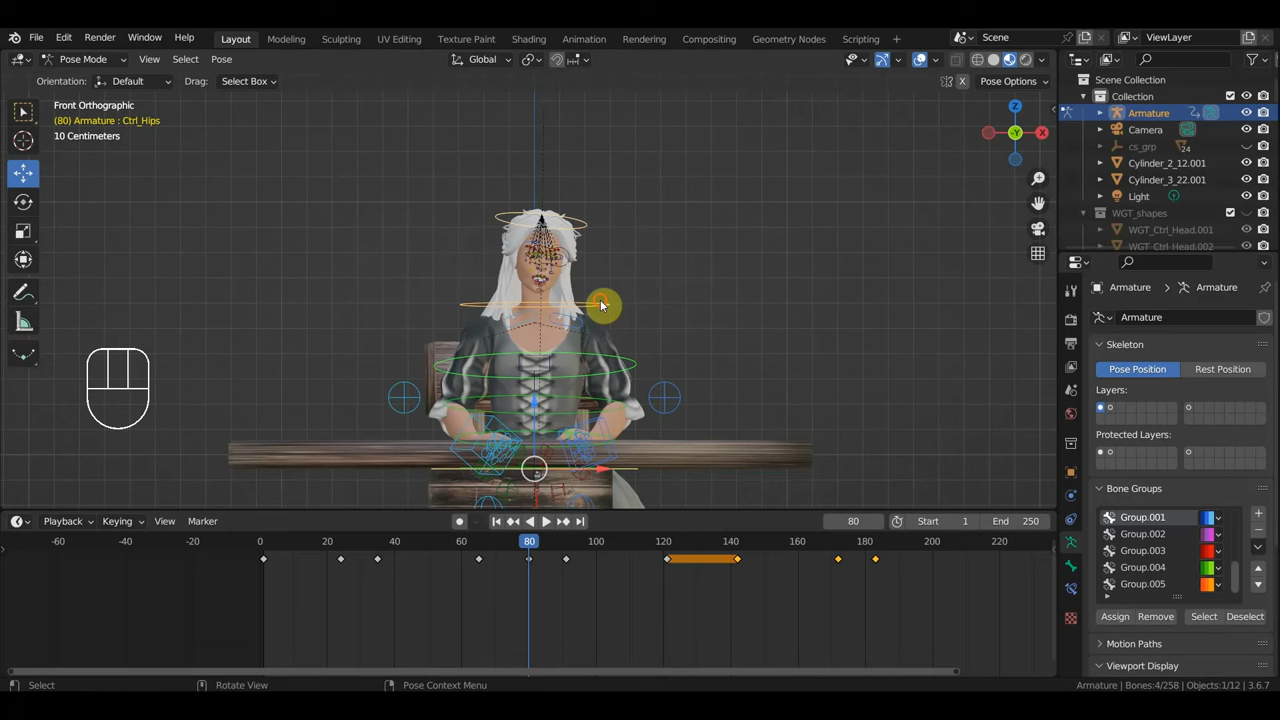 File Edit Render Window Help
Layout Modeling Sculpting UV Editing Texture Paint Shading Animation Rendering Compositing Geometry Nodes Scripting +
Scene ViewLayer
Pose Mode View Select Pose Global
Orientation: Default Drag: Select Box X Pose Options
Front Orthographic
(80) Armature : Ctrl_Hips
10 Centimeters
Z
-Y
X
Scene Collection
Collection
Armature
Camera
cs_grp 24
Cylinder_2_12.001
Cylinder_3_22.001
Light
WGT_shapes
WGT_Ctrl_Head.001
WGT_Ctrl_Head.002
Armature Armature
Armature
Skeleton
Pose Position Rest Position
Layers:
Protected Layers:
Bone Groups
Group.001
Group.002
Group.003
Group.004
Group.005
Assign Remove Select Deselect
Motion Paths
Viewport Display
Playback Keying View Marker 80 Start 1 End 250
-60 -40 -20 0 20 40 60 80 100 120 140 160 180 200 220
Select Rotate View Pose Context Menu Armature | Bones:4/258 | Objects:1/12 | 3.6.7